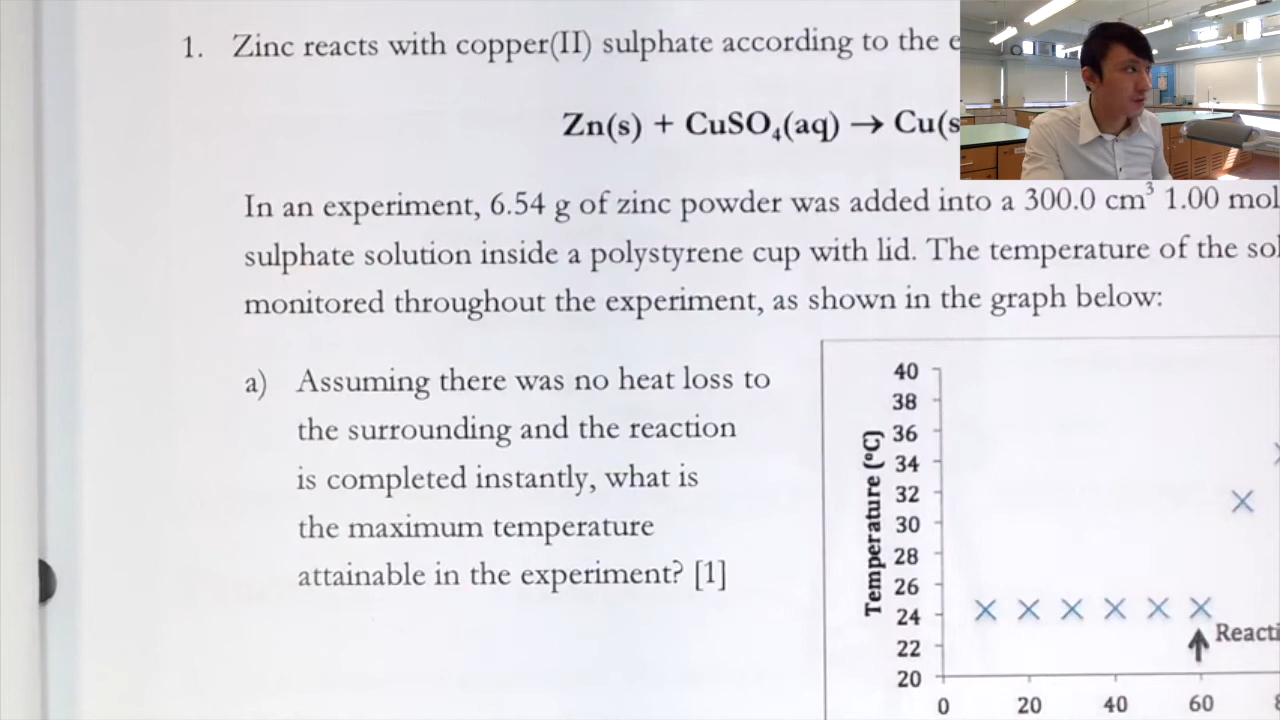 1. Zinc reacts with copper(II) sulphate according to the
Zn(s) + CuSO₄(aq) → Cu(s
In an experiment, 6.54 g of zinc powder was added into a 300.0 cm³ 1.00 mol
sulphate solution inside a polystyrene cup with lid. The temperature of the
monitored throughout the experiment, as shown in the graph below:
a) Assuming there was no heat loss to
the surrounding and the reaction
is completed instantly, what is
the maximum temperature
attainable in the experiment? [1]
Temperature (°C)
40
38
36
34
32
30
28
26
24
22
20
Reacti
0 20 40 60